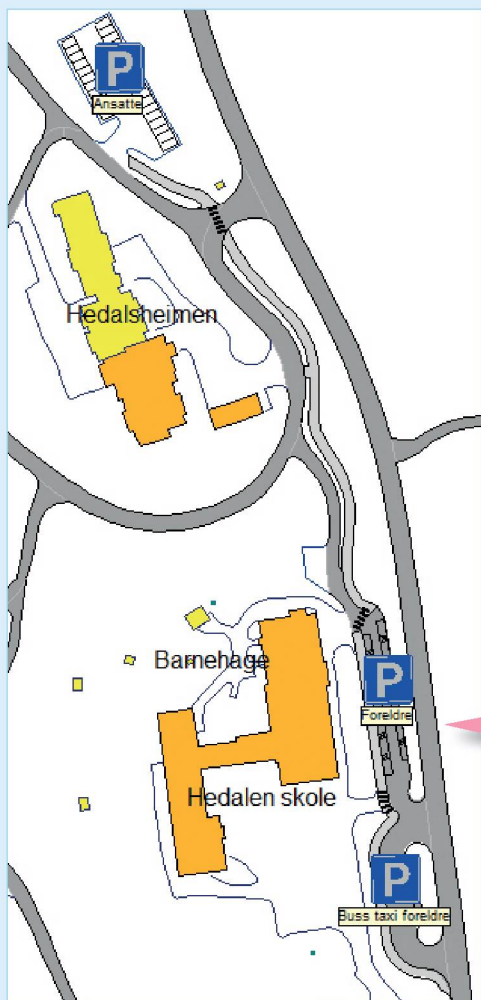 P
Ansatte
Hedalsheimen
Barnehage
P
Foreldre
Hedalen skole
P
Buss taxi foreldre